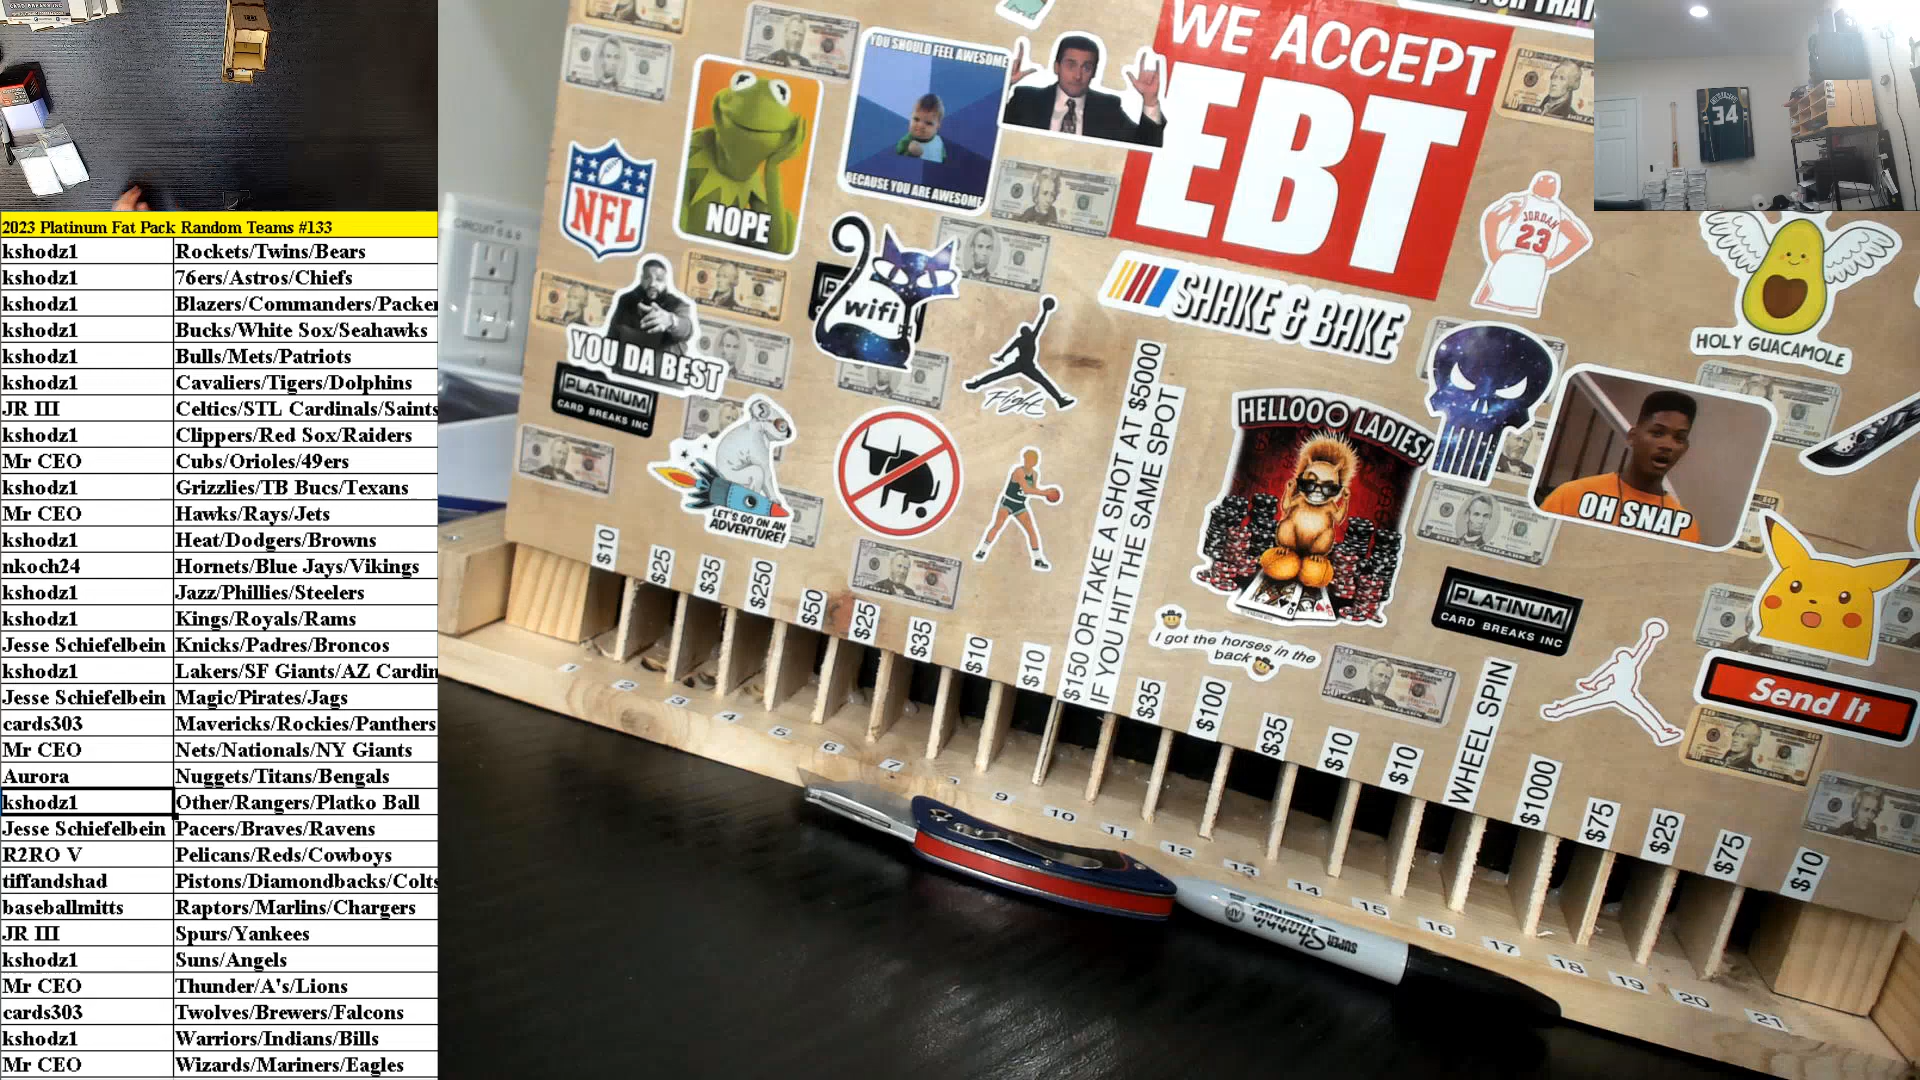 2023 Platinum Fat Pack Random Teams #133
kshodz1 Rockets/Twins/Bears
kshodz1 76ers/Astros/Chiefs
kshodz1 Blazers/Commanders/Packer
kshodz1 Bucks/White Sox/Seahawks
kshodz1 Bulls/Mets/Patriots
kshodz1 Cavaliers/Tigers/Dolphins
JR III Celtics/STL Cardinals/Saints
kshodz1 Clippers/Red Sox/Raiders
Mr CEO Cubs/Orioles/49ers
kshodz1 Grizzlies/TB Bucs/Texans
Mr CEO Hawks/Rays/Jets
kshodz1 Heat/Dodgers/Browns
nkoch24 Hornets/Blue Jays/Vikings
kshodz1 Jazz/Phillies/Steelers
kshodz1 Kings/Royals/Rams
Jesse Schiefelbein Knicks/Padres/Broncos
kshodz1 Lakers/SF Giants/AZ Cardin
Jesse Schiefelbein Magic/Pirates/Jags
cards303 Mavericks/Rockies/Panthers
Mr CEO Nets/Nationals/NY Giants
Aurora Nuggets/Titans/Bengals
kshodz1 Other/Rangers/Platko Ball
Jesse Schiefelbein Pacers/Braves/Ravens
R2RO V Pelicans/Reds/Cowboys
tiffandshad Pistons/Diamondbacks/Colts
baseballmitts Raptors/Marlins/Chargers
JR III Spurs/Yankees
kshodz1 Suns/Angels
Mr CEO Thunder/A's/Lions
cards303 Twolves/Brewers/Falcons
kshodz1 Warriors/Indians/Bills
Mr CEO Wizards/Mariners/Eagles
WE ACCEPT
EBT
YOU SHOULD FEEL AWESOME
BECAUSE YOU ARE AWESOME
NOPE
NFL
wifi
SHAKE & BAKE
JORDAN
23
34
HOLY GUACAMOLE
YOU DA BEST
PLATINUM
CARD BREAKS INC
Flight
HELLOOO LADIES!
OH SNAP
LET'S GO ON AN
ADVENTURE!
$150 OR TAKE A SHOT AT $5000
IF YOU HIT THE SAME SPOT
I got the horses in the
back
PLATINUM
CARD BREAKS INC
Send It
$10
$25
$35
$250
$50
$25
$35
$10
$10
$35
$100
$35
$10
$10
WHEEL SPIN
$1000
$75
$25
$75
$10
1
2
3
4
5
6
7
9
10
11
12
13
14
15
16
17
18
19
20
21
SUPER
Sharpie